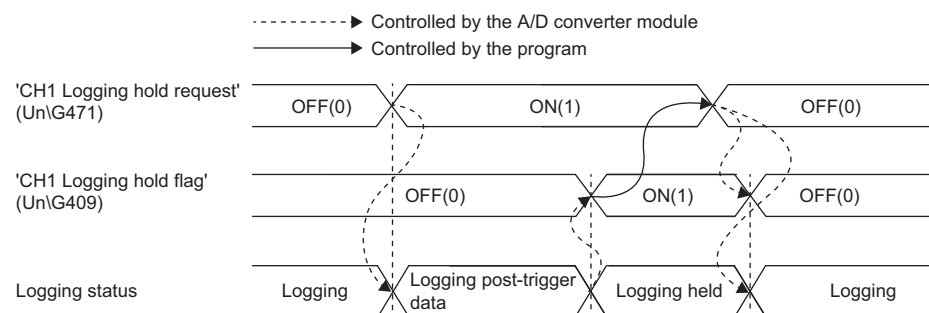 Controlled by the A/D converter module
Controlled by the program
'CH1 Logging hold request'
(Un\G471)
OFF(0)
ON(1)
OFF(0)
'CH1 Logging hold flag'
(Un\G409)
OFF(0)
ON(1)
OFF(0)
Logging status
Logging
Logging post-trigger
data
Logging held
Logging